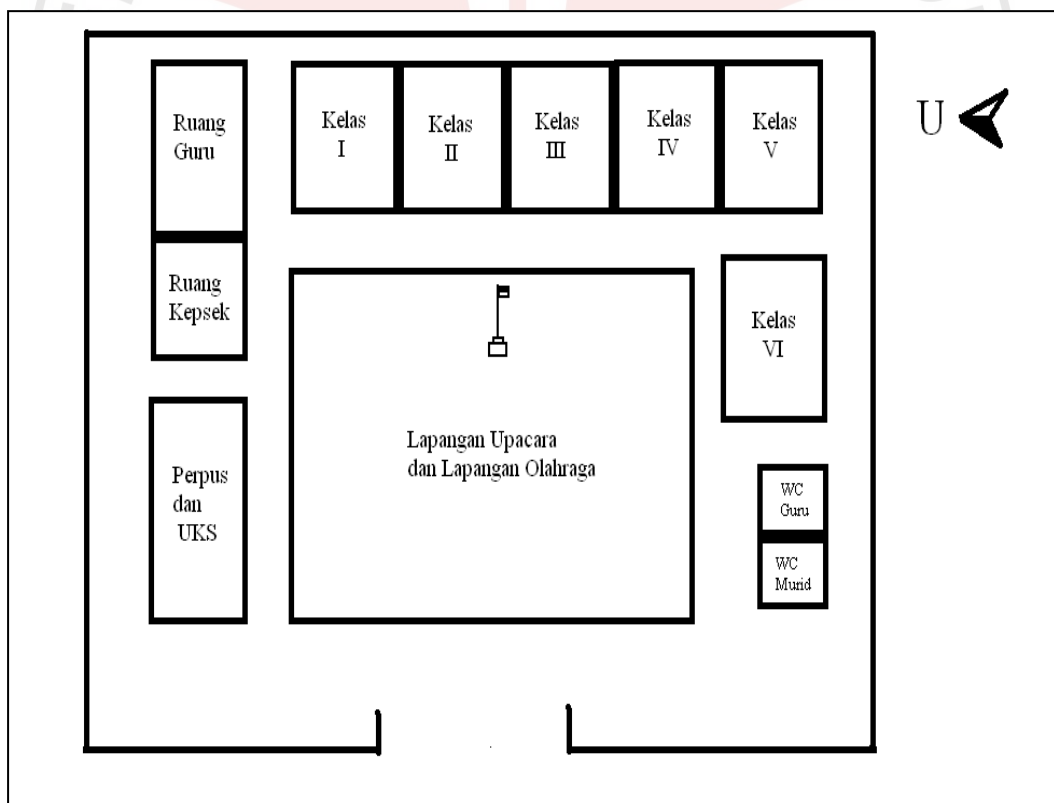 Ruang
Guru
Kelas
I
Kelas
II
Kelas
III
Kelas
IV
Kelas
V
U
Ruang
Kepsek
Kelas
VI
Lapangan Upacara
dan Lapangan Olahraga
Perpus
dan
UKS
WC
Guru
WC
Murid